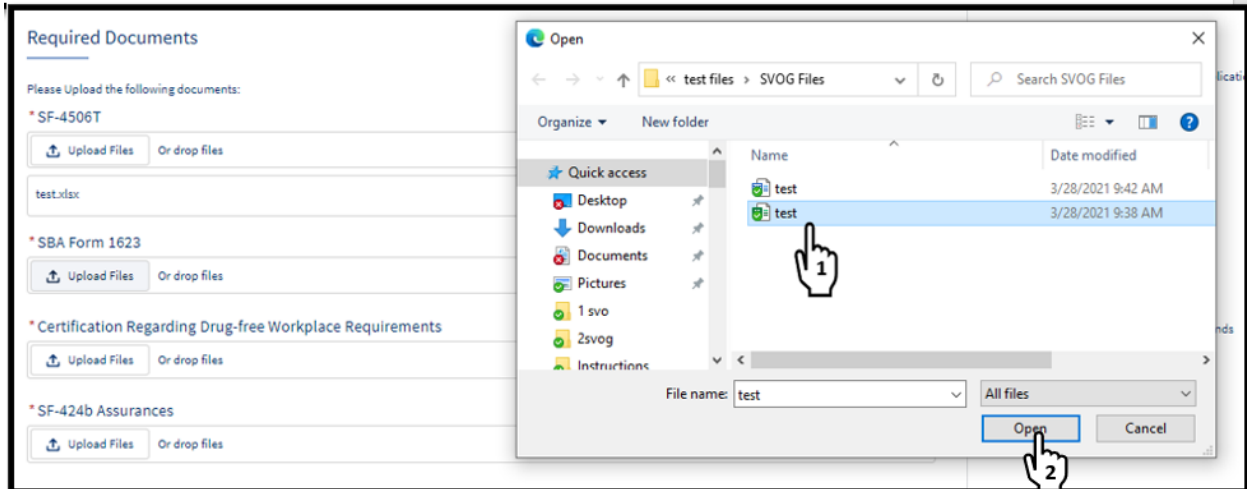 Required Documents
Please Upload the following documents:
*SF-4506T
Upload Files Or drop files
test.xlsx
*SBA Form 1623
Upload Files Or drop files
*Certification Regarding Drug-free Workplace Requirements
Upload Files Or drop files
*SF-424b Assurances
Upload Files Or drop files
Open
« test files › SVOG Files
Search SVOG Files
Organize
New folder
?
Quick access
Desktop
Downloads
Documents
Pictures
1 svo
2svog
Instructions
Name Date modified
test 3/28/2021 9:42 AM
test 3/28/2021 9:38 AM
1
File name: test
All files
Open
Cancel
2
nds